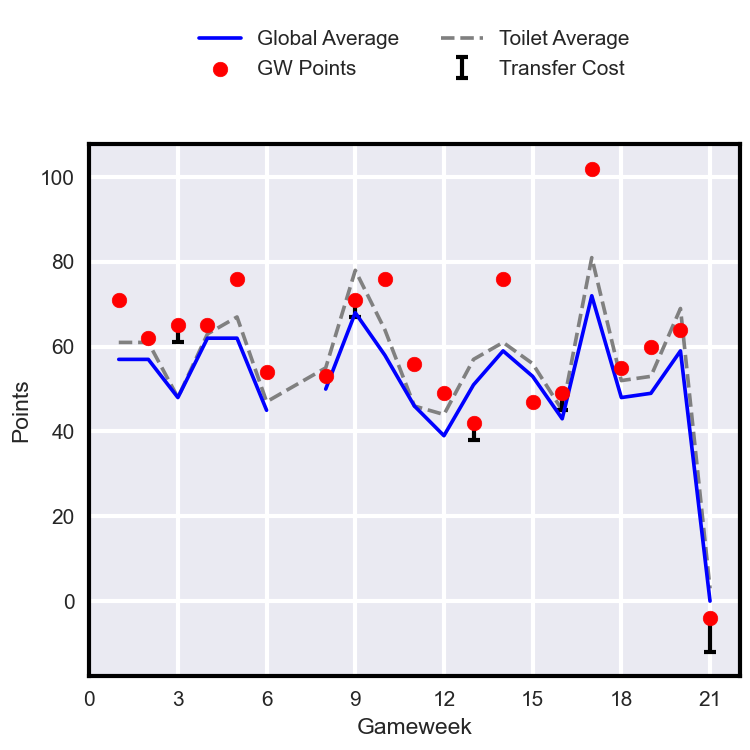 Global Average
Toilet Average
GW Points
Transfer Cost
100
80
60
40
20
0
Points
0 3 6 9 12 15 18 21
Gameweek